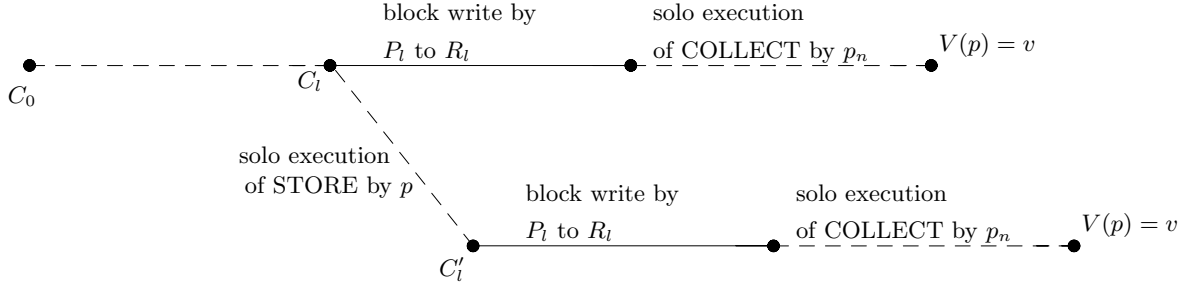 block write by
P_l to R_l
solo execution
of COLLECT by p_n
V(p) = v
C_0
C_l
solo execution
of STORE by p
block write by
P_l to R_l
solo execution
of COLLECT by p_n
V(p) = v
C'_l